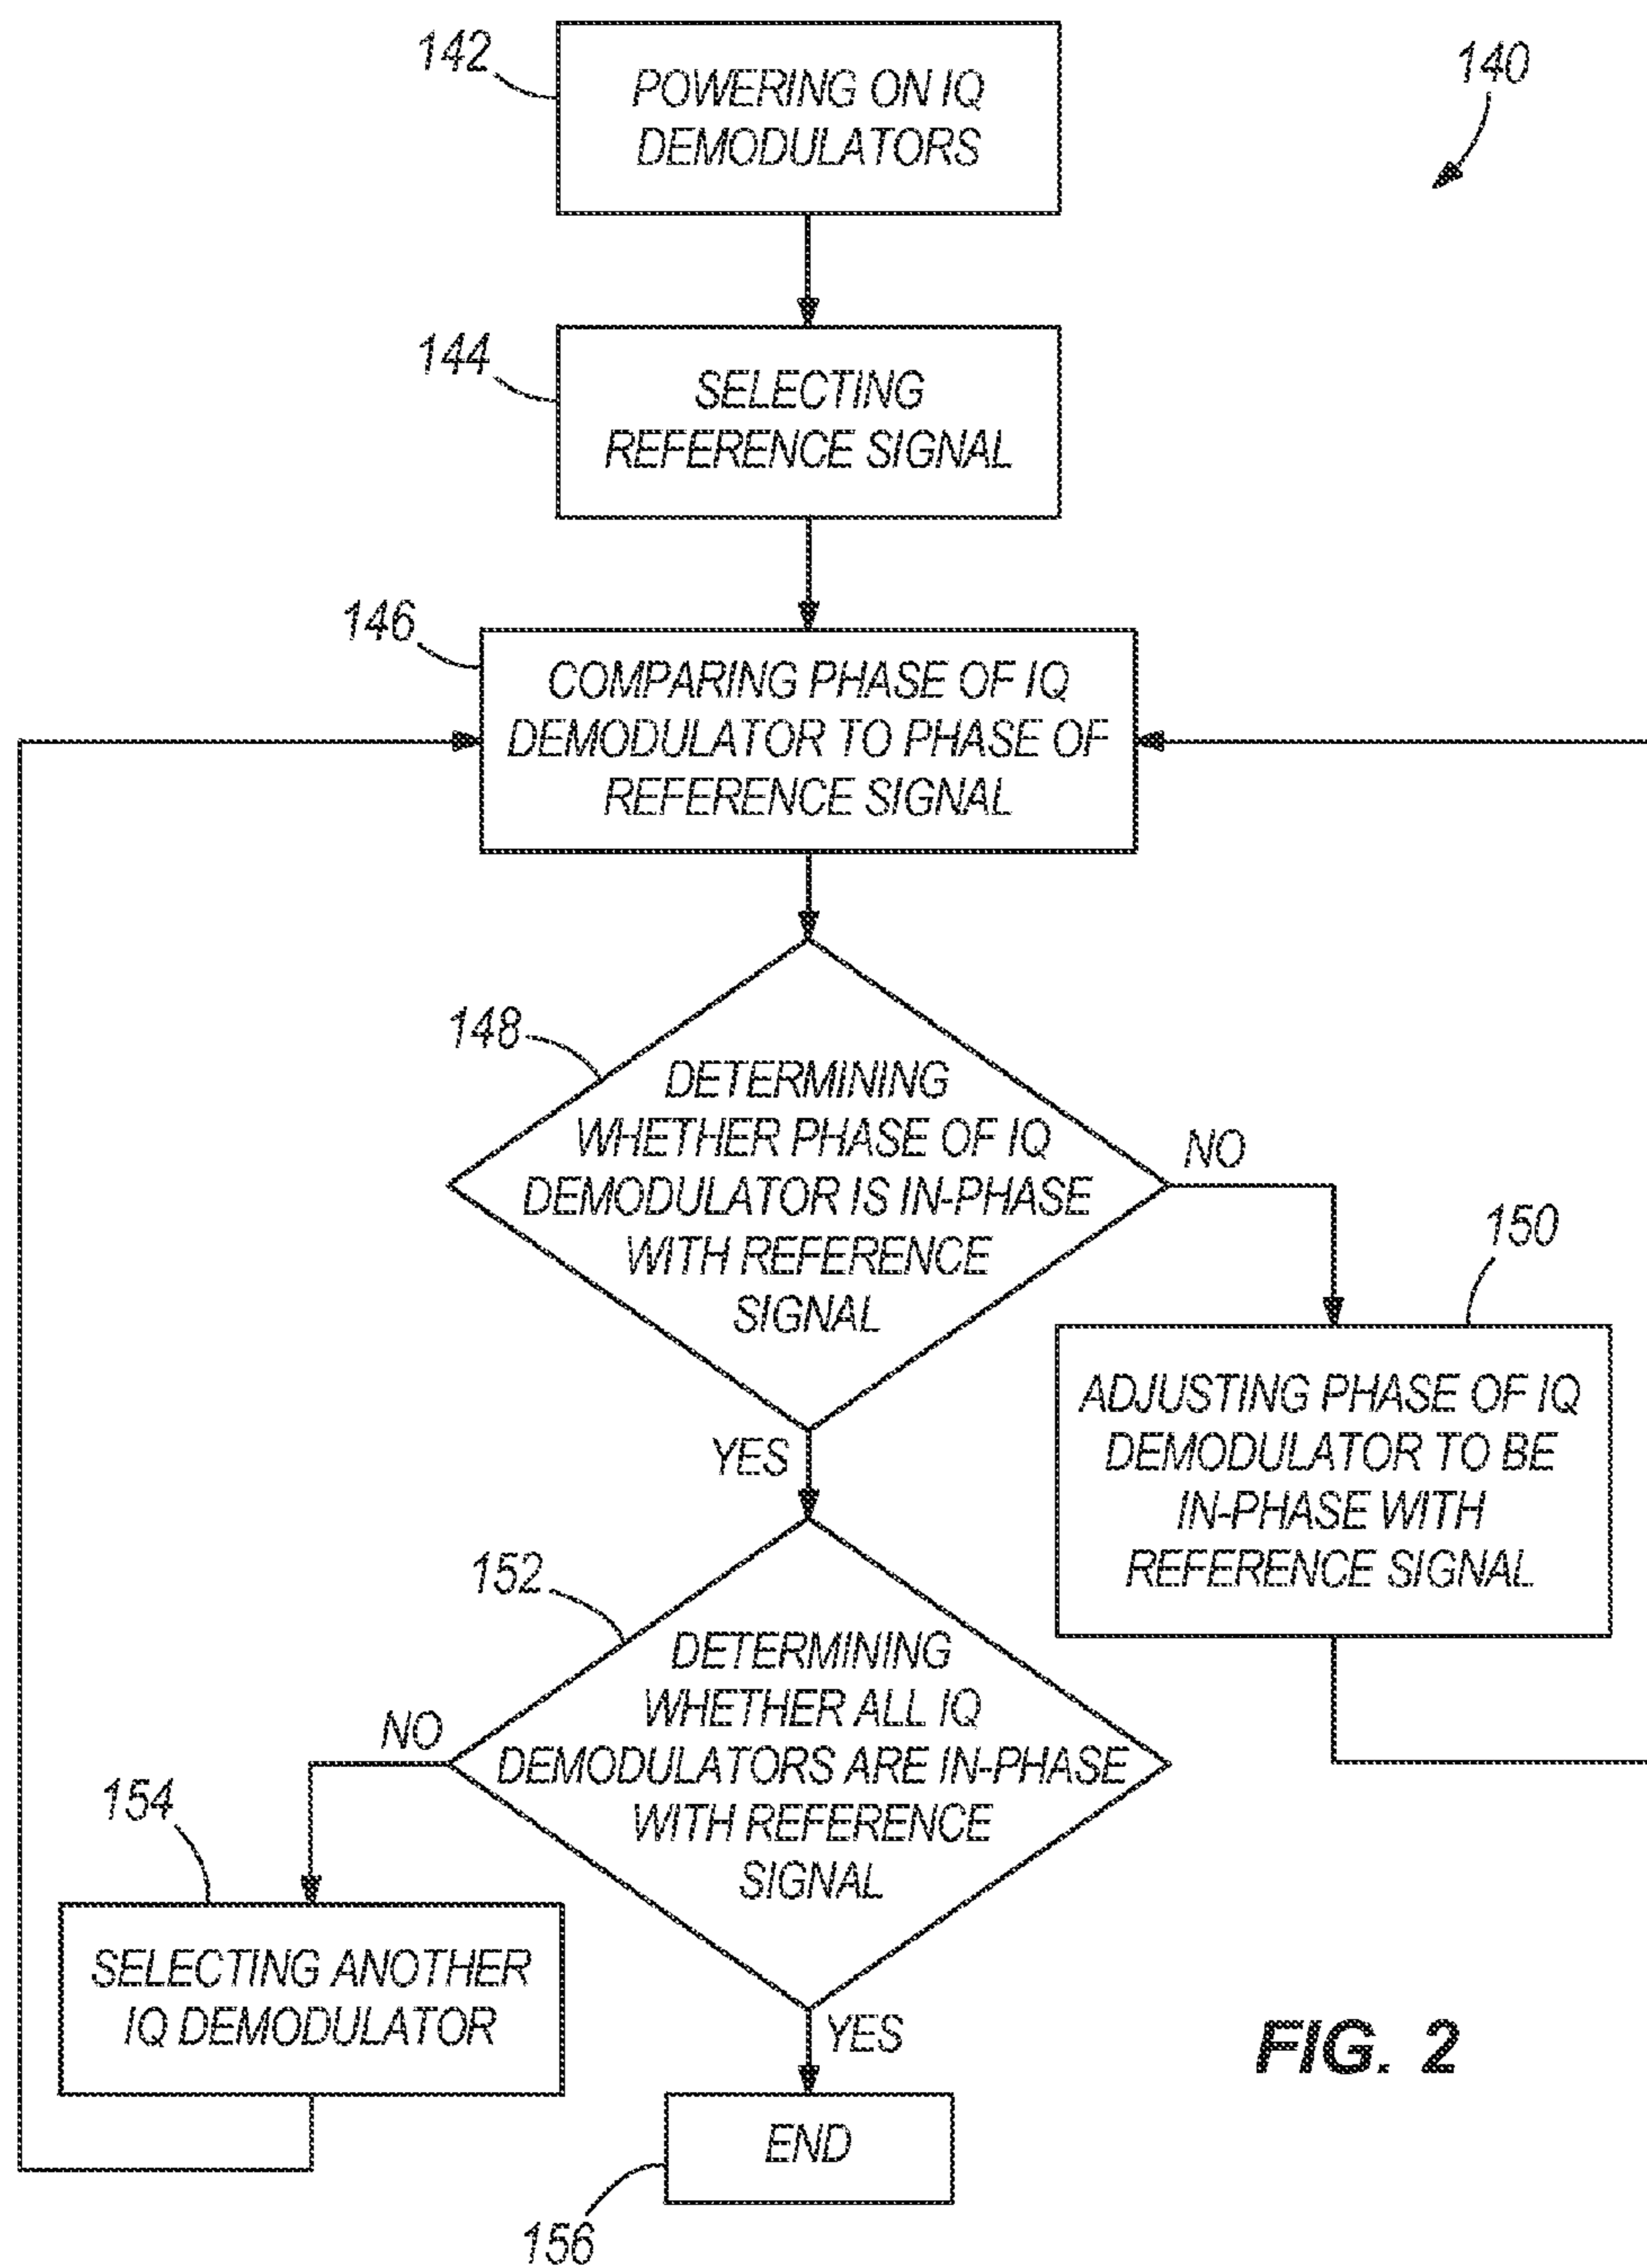 142
POWERING ON IQ
DEMODULATORS
140
144
SELECTING
REFERENCE SIGNAL
146
COMPARING PHASE OF IQ
DEMODULATOR TO PHASE OF
REFERENCE SIGNAL
148
DETERMINING
WHETHER PHASE OF IQ
DEMODULATOR IS IN-PHASE
WITH REFERENCE
SIGNAL
NO
150
ADJUSTING PHASE OF IQ
DEMODULATOR TO BE
IN-PHASE WITH
REFERENCE SIGNAL
YES
152
DETERMINING
WHETHER ALL IQ
DEMODULATORS ARE IN-PHASE
WITH REFERENCE
SIGNAL
NO
154
SELECTING ANOTHER
IQ DEMODULATOR
YES
END
156
FIG. 2